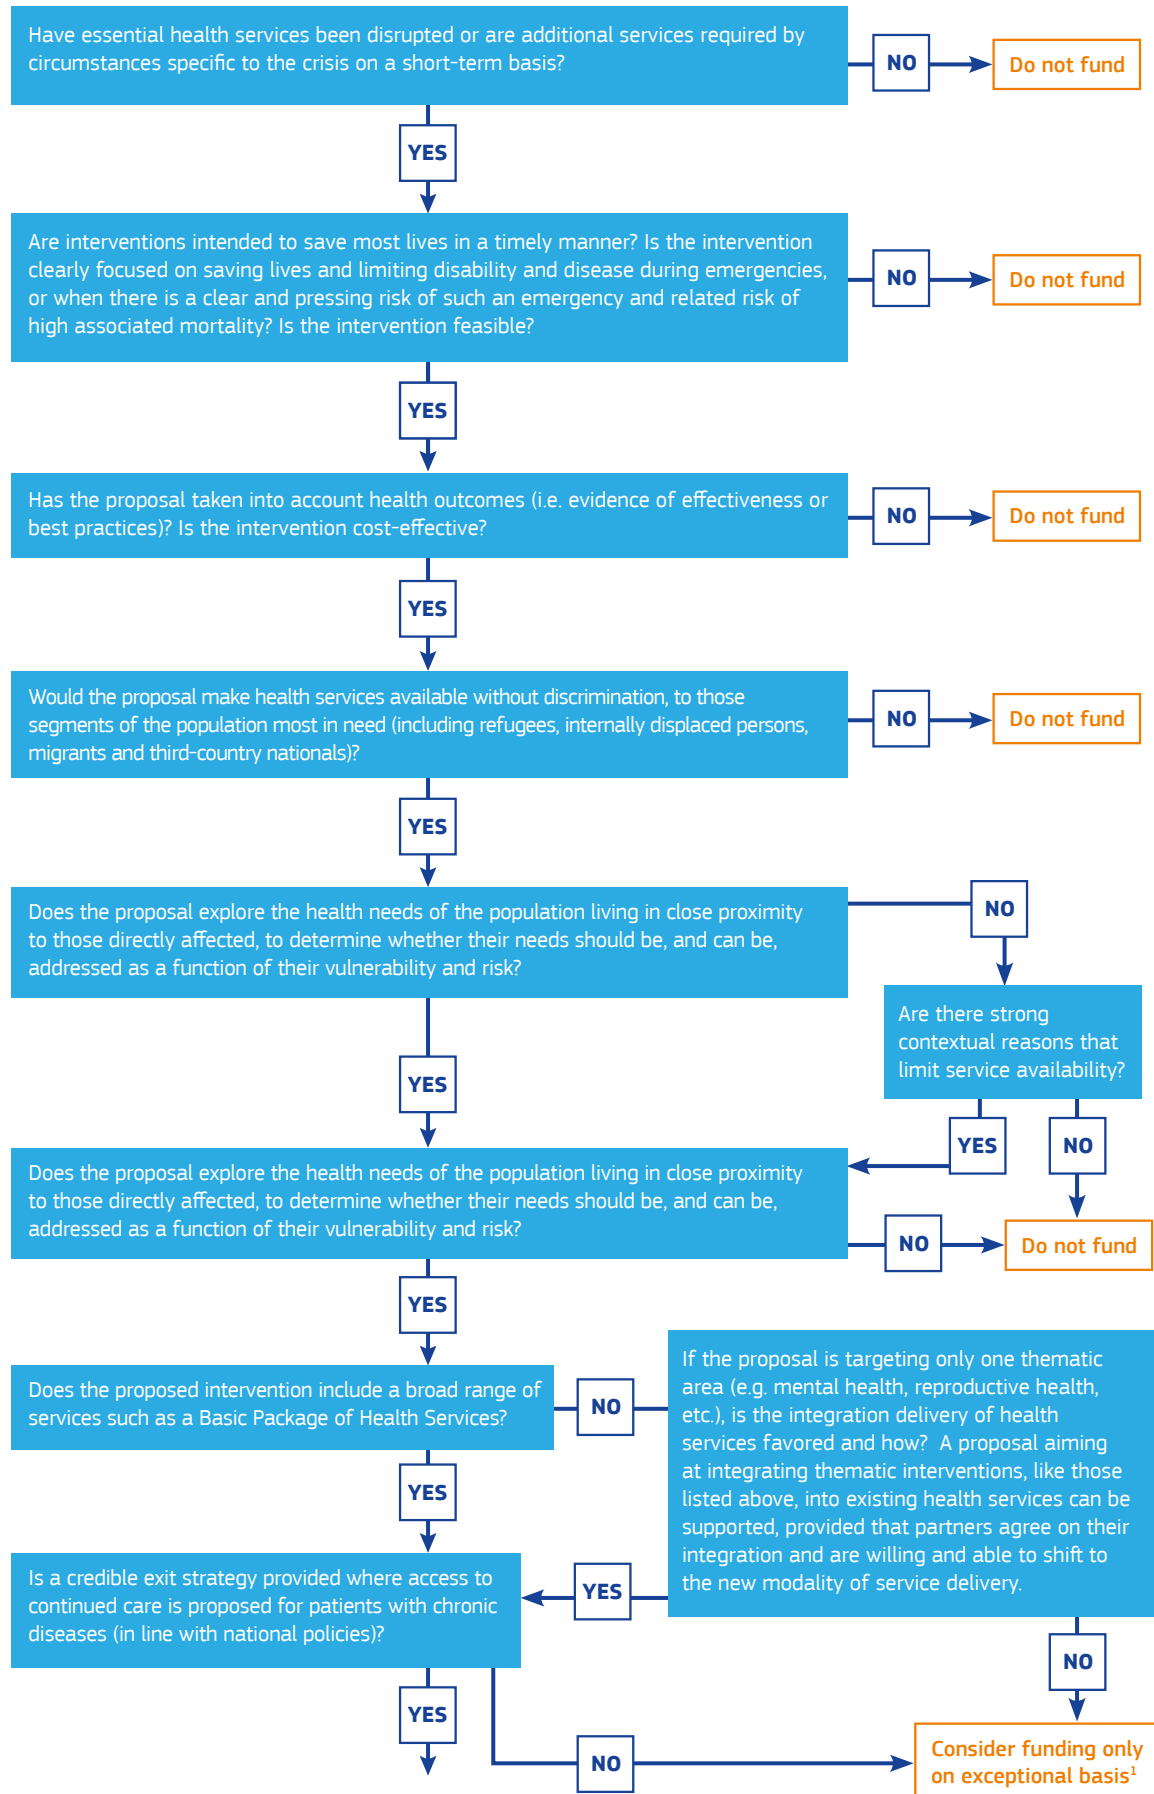 Have essential health services been disrupted or are additional services required by
circumstances specific to the crisis on a short-term basis?
NO
Do not fund
YES
Are interventions intended to save most lives in a timely manner? Is the intervention
clearly focused on saving lives and limiting disability and disease during emergencies,
or when there is a clear and pressing risk of such an emergency and related risk of
high associated mortality? Is the intervention feasible?
NO
Do not fund
YES
Has the proposal taken into account health outcomes (i.e. evidence of effectiveness or
best practices)? Is the intervention cost-effective?
NO
Do not fund
YES
Would the proposal make health services available without discrimination, to those
segments of the population most in need (including refugees, internally displaced persons,
migrants and third-country nationals)?
NO
Do not fund
YES
Does the proposal explore the health needs of the population living in close proximity
to those directly affected, to determine whether their needs should be, and can be,
addressed as a function of their vulnerability and risk?
NO
Are there strong
contextual reasons that
limit service availability?
YES
YES
NO
Does the proposal explore the health needs of the population living in close proximity
to those directly affected, to determine whether their needs should be, and can be,
addressed as a function of their vulnerability and risk?
NO
Do not fund
YES
Does the proposed intervention include a broad range of
services such as a Basic Package of Health Services?
NO
If the proposal is targeting only one thematic
area (e.g. mental health, reproductive health,
etc.), is the integration delivery of health
services favored and how? A proposal aiming
at integrating thematic interventions, like those
listed above, into existing health services can be
supported, provided that partners agree on their
integration and are willing and able to shift to
the new modality of service delivery.
YES
Is a credible exit strategy provided where access to
continued care is proposed for patients with chronic
diseases (in line with national policies)?
YES
NO
YES
NO
Consider funding only
on exceptional basis¹